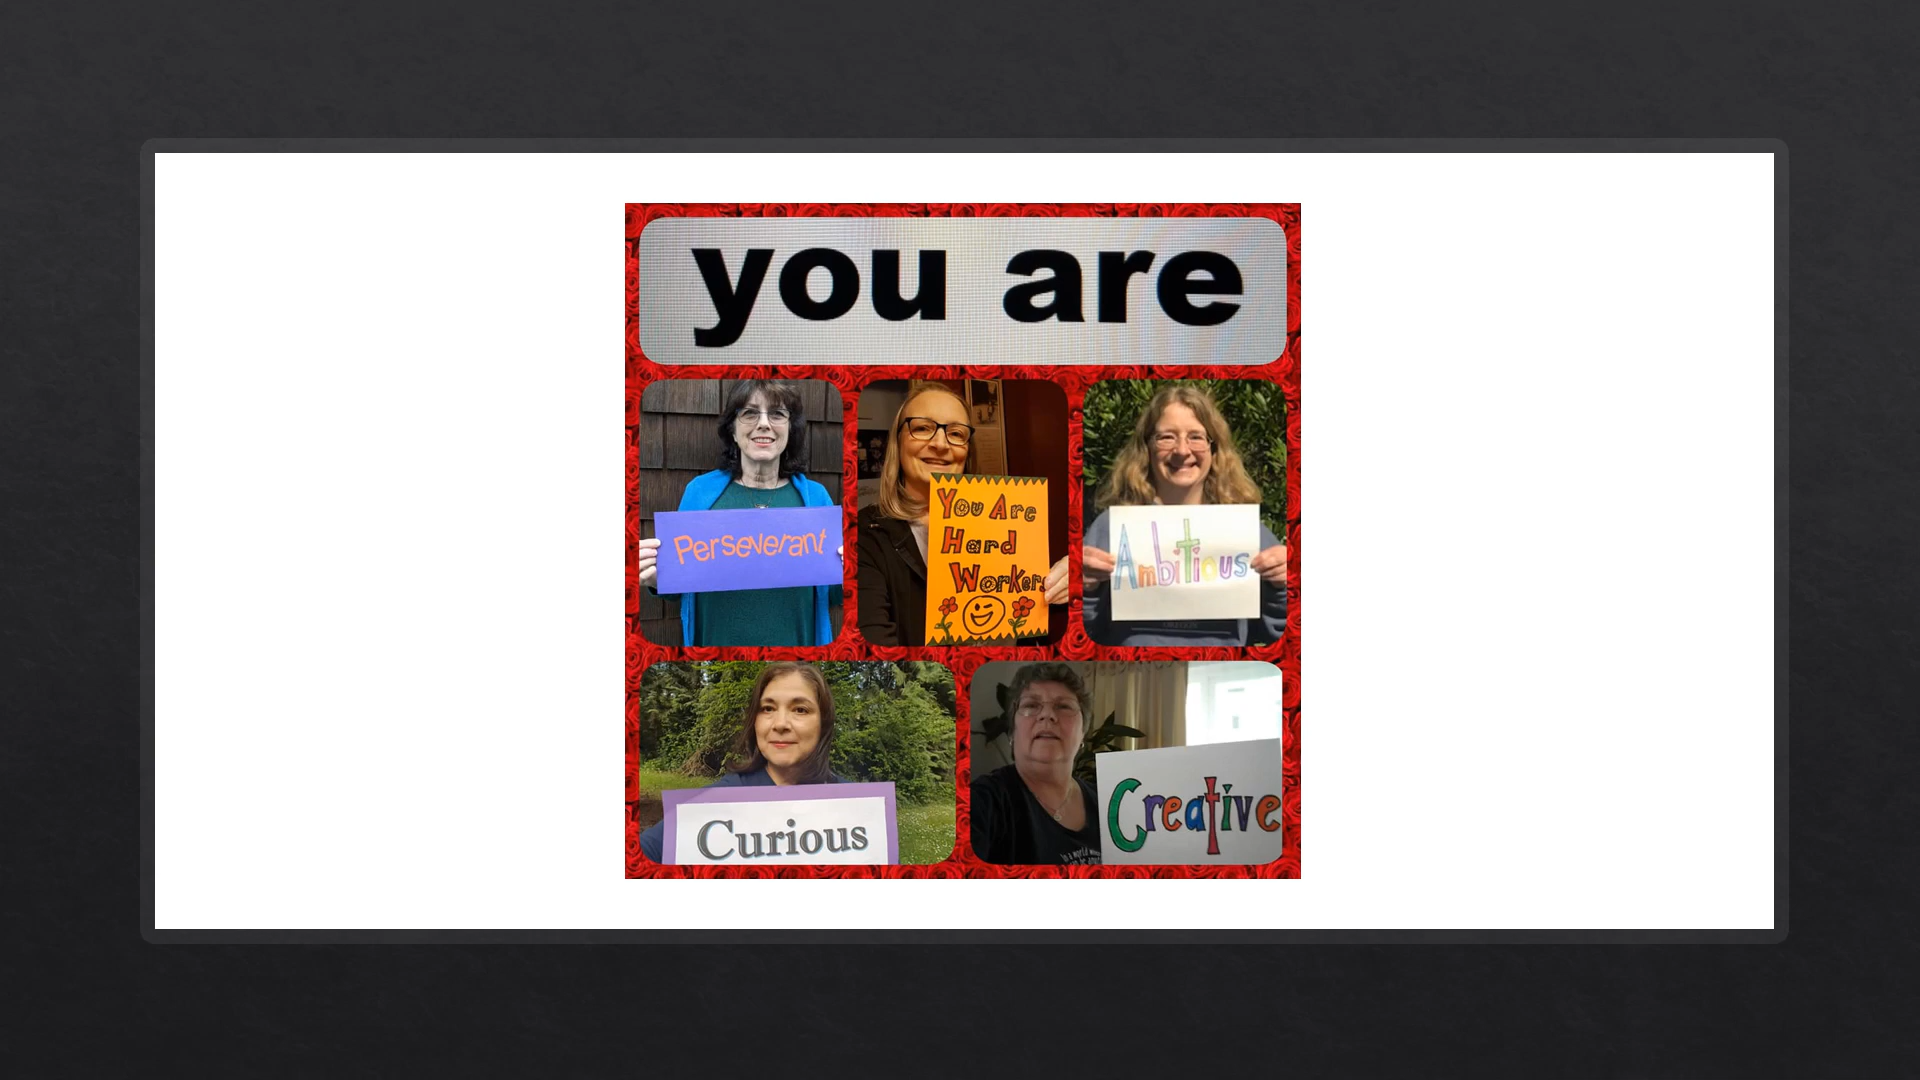 you are
Perseverant
You Are
Hard
Workers
Ambitious
Curious
Creative